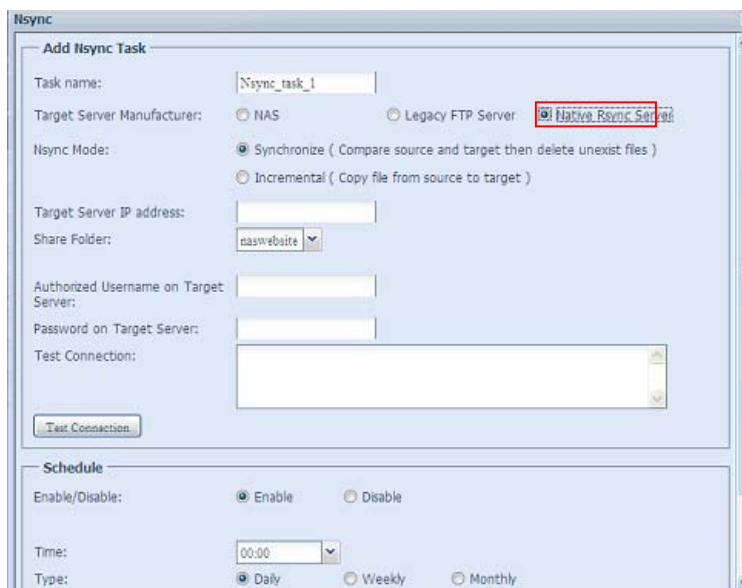 Nsync
Add Nsync Task
Task name: Nsync_task_1
Target Server Manufacturer: NAS Legacy FTP Server Native Rsync Server
Nsync Mode: Synchronize ( Compare source and target then delete unexist files )
Incremental ( Copy file from source to target )
Target Server IP address:
Share Folder: naswebsite
Authorized Username on Target
Server:
Password on Target Server:
Test Connection:
Test Connection
Schedule
Enable/Disable: Enable Disable
Time: 00:00
Type: Daily Weekly Monthly